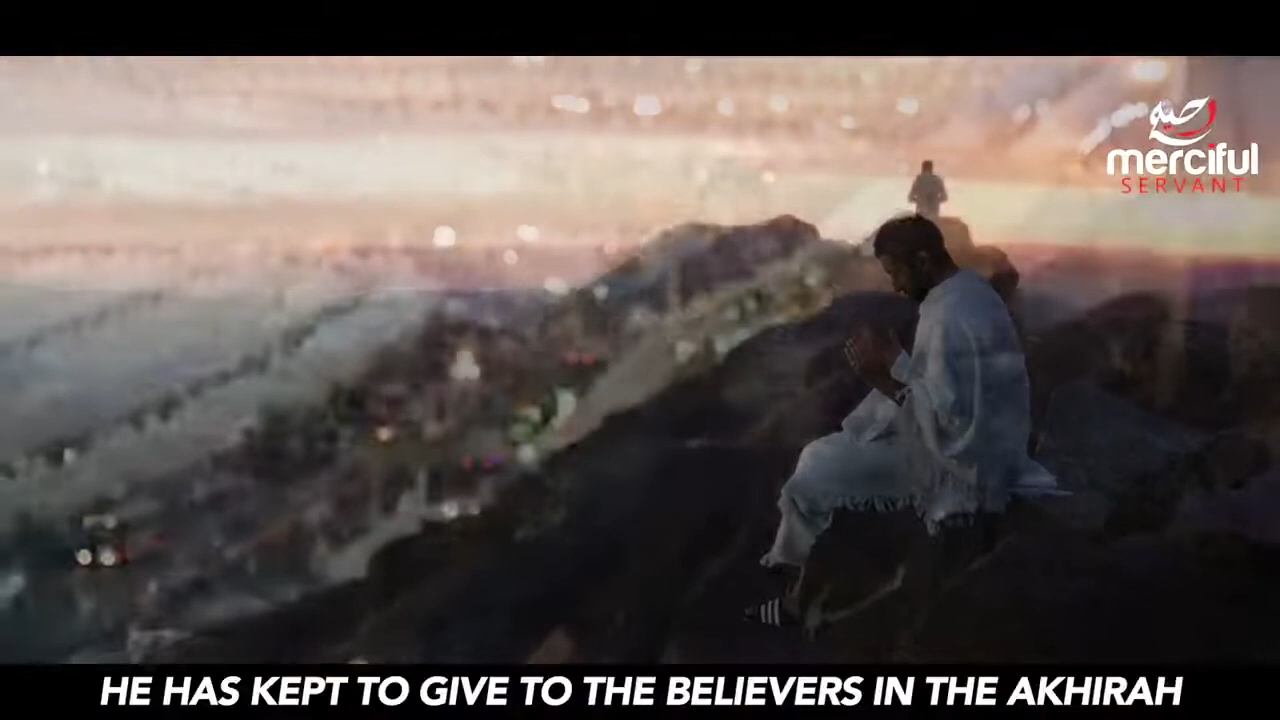 merciful
SERVANT
HE HAS KEPT TO GIVE TO THE BELIEVERS IN THE AKHIRAH